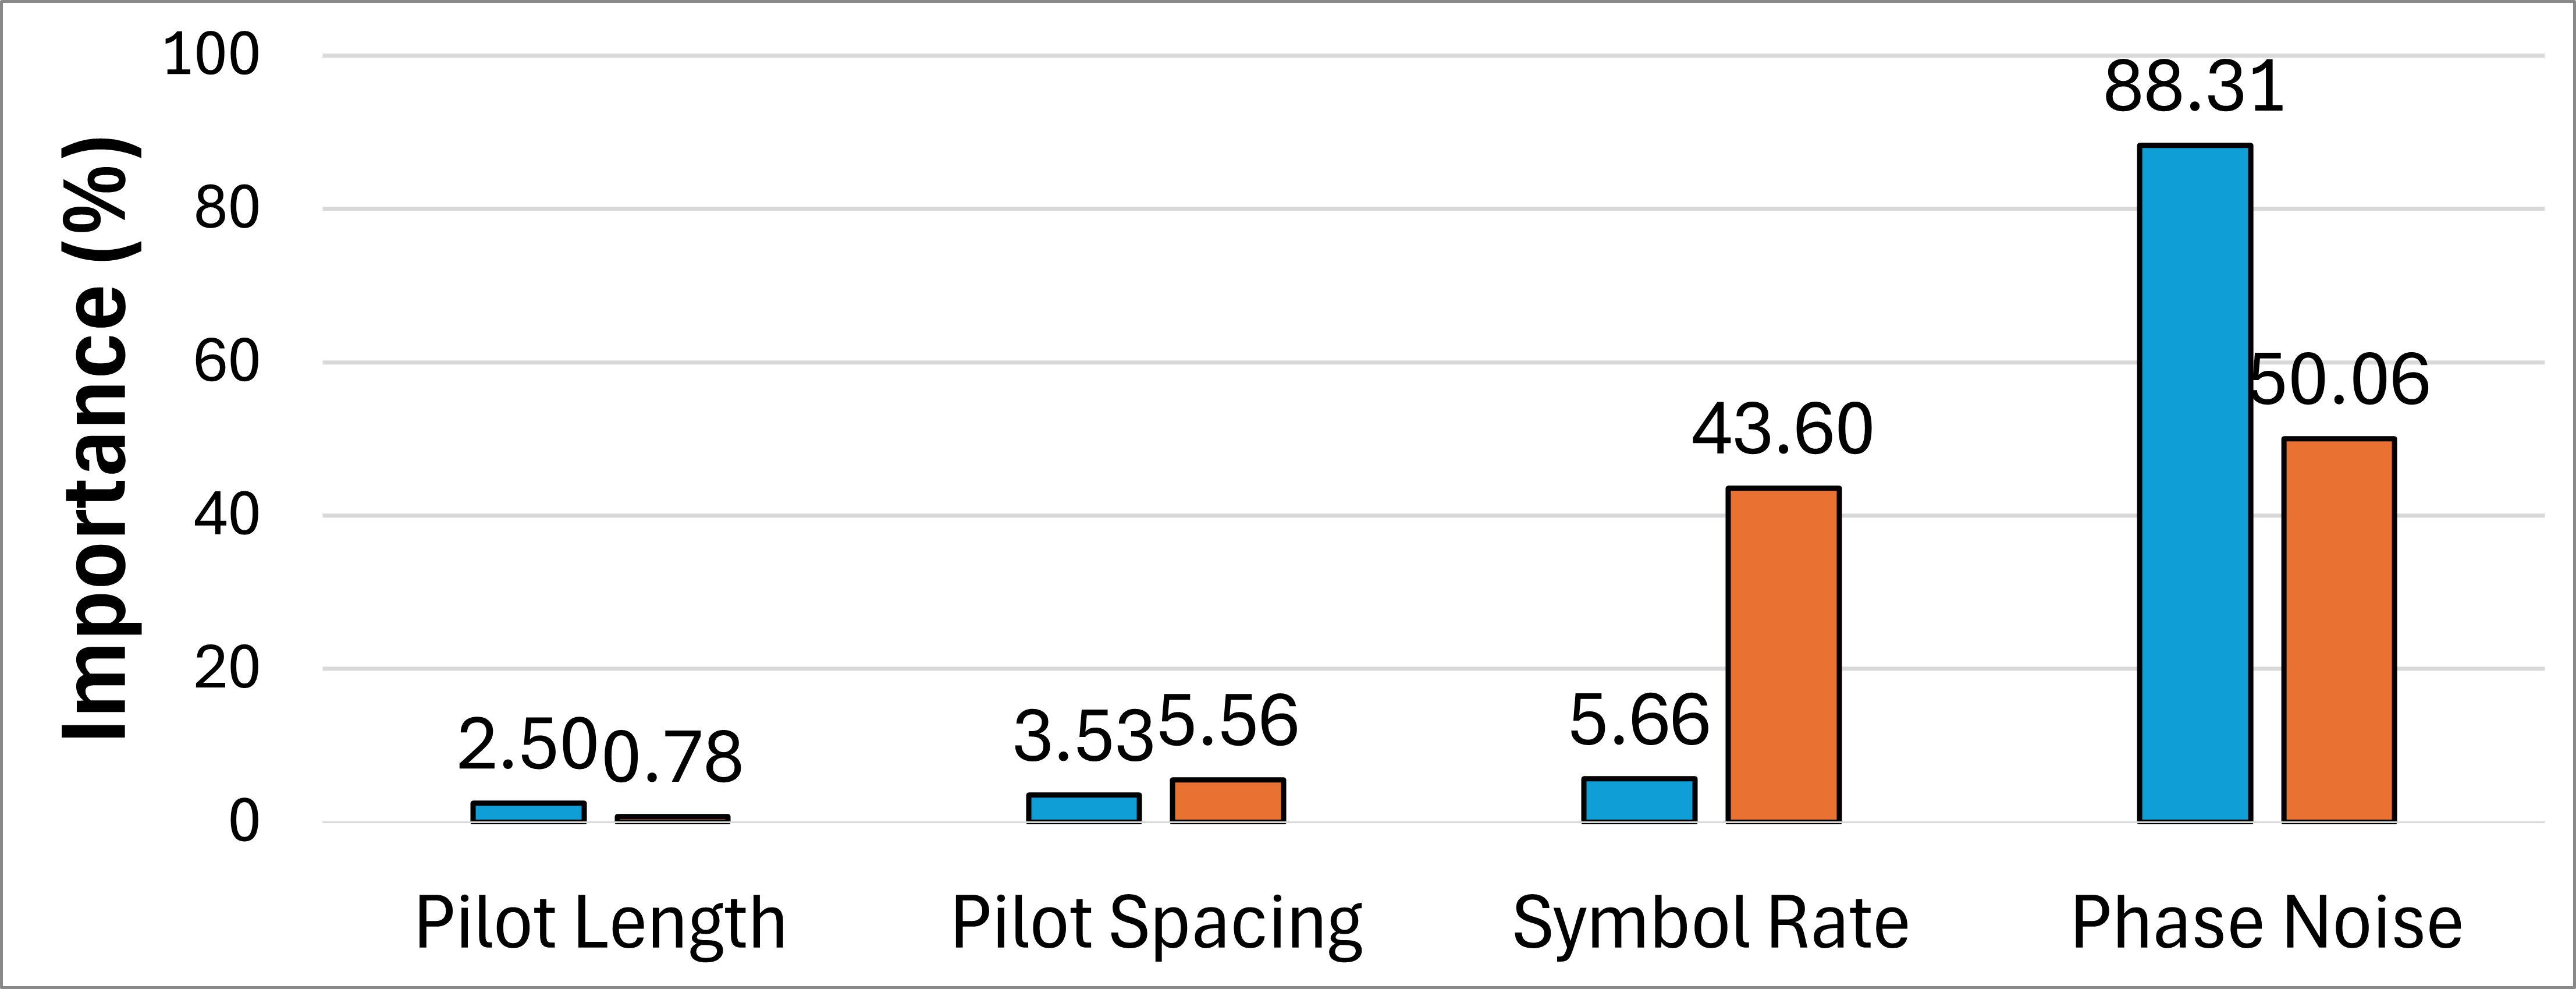 Importance (%)
100
80
60
40
20
0
2.50
0.78
3.53
5.56
5.66
43.60
88.31
50.06
Pilot Length
Pilot Spacing
Symbol Rate
Phase Noise